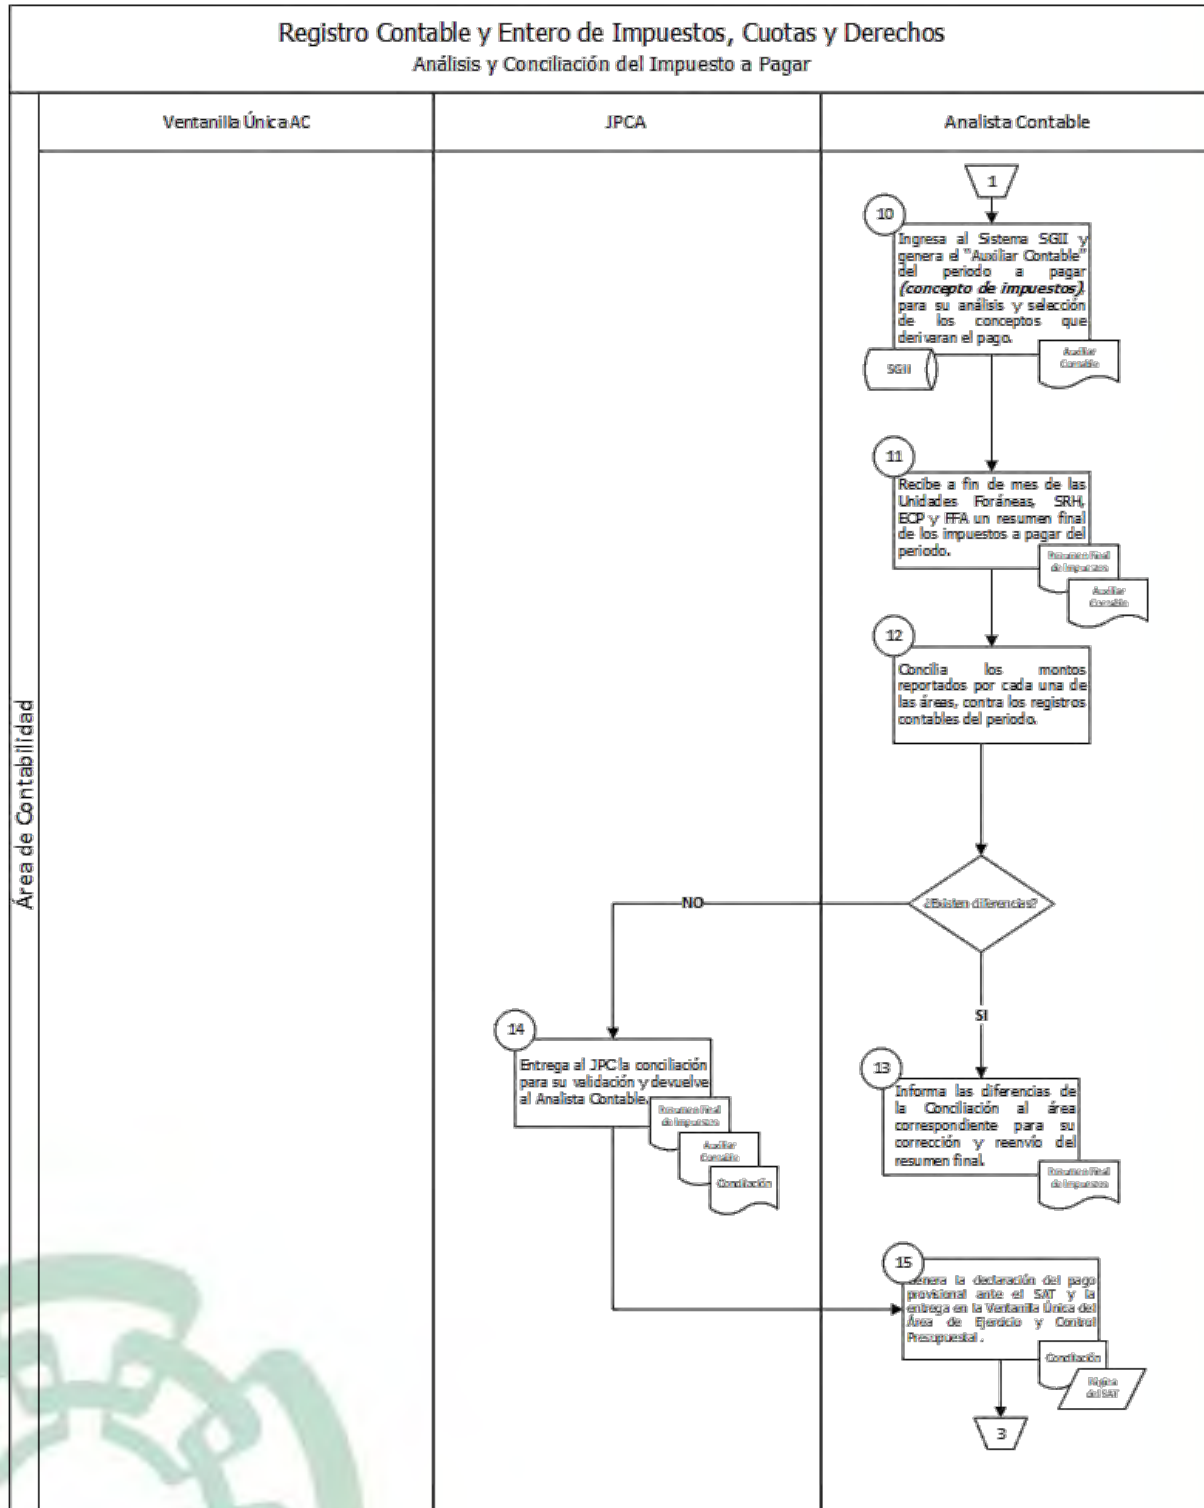 Registro Contable y Entero de Impuestos, Cuotas y Derechos
Análisis y Conciliación del Impuesto a Pagar
Ventanilla Única AC
JPCA
Analista Contable
Área de Contabilidad
1
10
Ingresa al Sistema SGII y
genera el "Auxiliar Contable"
del periodo a pagar
(concepto de impuestos),
para su análisis y selección
de los conceptos que
derivaran el pago.
SGII
Auxiliar
Contable
11
Recibe a fin de mes de las
Unidades Foráneas, SRH,
ECP y FFA un resumen final
de los impuestos a pagar del
periodo.
Resumen Final
de Impuestos
Auxiliar
Contable
12
Concilia los montos
reportados por cada una de
las áreas, contra los registros
contables del periodo.
¿Existen diferencias?
NO
SI
14
Entrega al JPC la conciliación
para su validación y devuelve
al Analista Contable.
Resumen Final
de Impuestos
Auxiliar
Contable
Conciliación
13
Informa las diferencias de
la Conciliación al área
correspondiente para su
corrección y reenvío del
resumen final.
Resumen Final
de Impuestos
15
Genera la declaración del pago
provisional ante el SAT y la
entrega en la Ventanilla Única del
Área de Ejercicio y Control
Presupuestal .
Conciliación
Página
del SAT
3